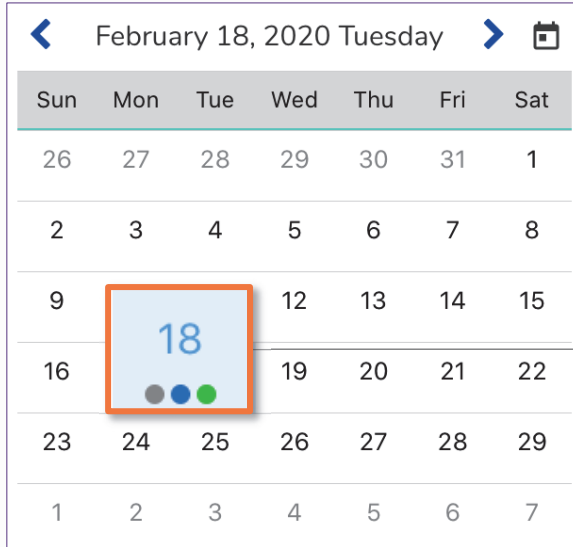 February 18, 2020 Tuesday
Sun Mon Tue Wed Thu Fri Sat
26 27 28 29 30 31 1
2 3 4 5 6 7 8
9 12 13 14 15
18
16 19 20 21 22
23 24 25 26 27 28 29
1 2 3 4 5 6 7